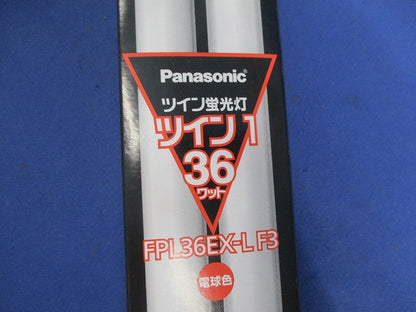 Panasonic
ツイン蛍光灯
ツイン1
36
ワット
FPL36EX-L F3
電球色